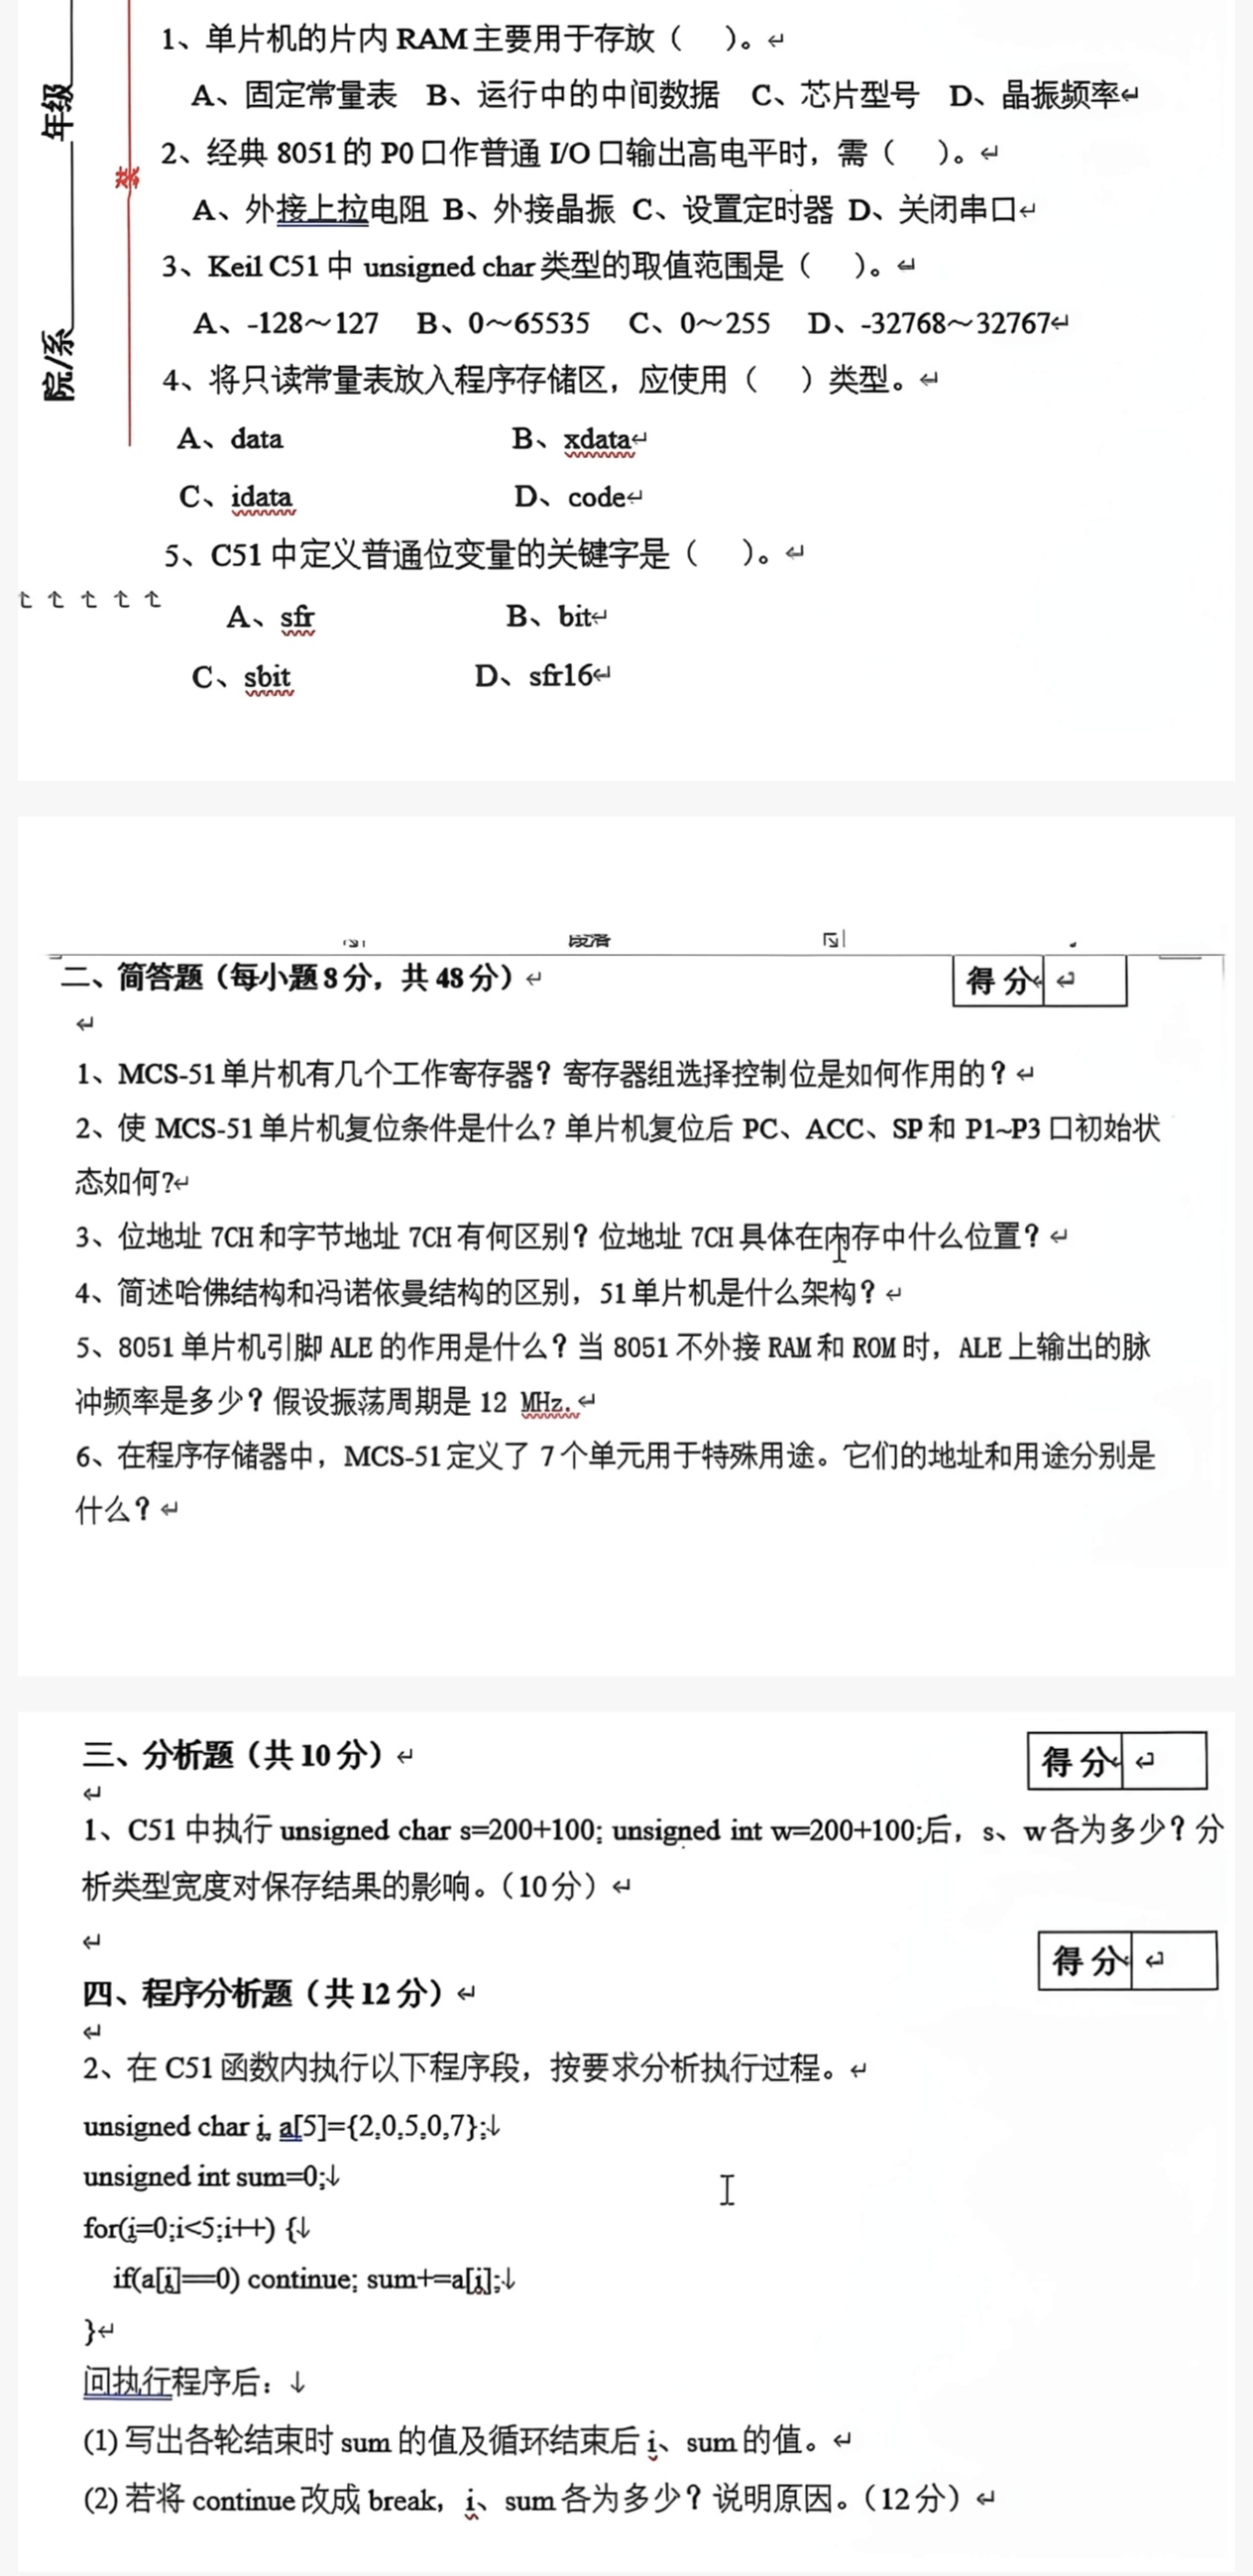 年级
装
院/系
1、单片机的片内 RAM 主要用于存放（  ）。
A、固定常量表 B、运行中的中间数据 C、芯片型号 D、晶振频率
2、经典 8051 的 P0 口作普通 I/O 口输出高电平时，需（  ）。
A、外接上拉电阻 B、外接晶振 C、设置定时器 D、关闭串口
3、Keil C51 中 unsigned char 类型的取值范围是（  ）。
A、-128～127 B、0～65535 C、0～255 D、-32768～32767
4、将只读常量表放入程序存储区，应使用（  ）类型。
A、data B、xdata
C、idata D、code
5、C51 中定义普通位变量的关键字是（  ）。
A、sfr B、bit
C、sbit D、sfr16
段落
二、简答题（每小题 8 分，共 48 分）
得 分
1、MCS-51 单片机有几个工作寄存器？寄存器组选择控制位是如何作用的？
2、使 MCS-51 单片机复位条件是什么? 单片机复位后 PC、ACC、SP 和 P1~P3 口初始状
态如何?
3、位地址 7CH 和字节地址 7CH 有何区别？位地址 7CH 具体在内存中什么位置？
4、简述哈佛结构和冯诺依曼结构的区别，51 单片机是什么架构？
5、8051 单片机引脚 ALE 的作用是什么？当 8051 不外接 RAM 和 ROM 时，ALE 上输出的脉
冲频率是多少？假设振荡周期是 12 MHz.
6、在程序存储器中，MCS-51 定义了 7 个单元用于特殊用途。它们的地址和用途分别是
什么？
三、分析题（共 10 分）
得 分
1、C51 中执行 unsigned char s=200+100; unsigned int w=200+100;后，s、w 各为多少？分
析类型宽度对保存结果的影响。（10 分）
得 分
四、程序分析题（共 12 分）
2、在 C51 函数内执行以下程序段，按要求分析执行过程。
unsigned char i, a[5]={2,0,5,0,7};
unsigned int sum=0;
for(i=0;i<5;i++) {
if(a[i]==0) continue; sum+=a[i];
}
问执行程序后：
(1) 写出各轮结束时 sum 的值及循环结束后 i、sum 的值。
(2) 若将 continue 改成 break，i、sum 各为多少？说明原因。（12 分）